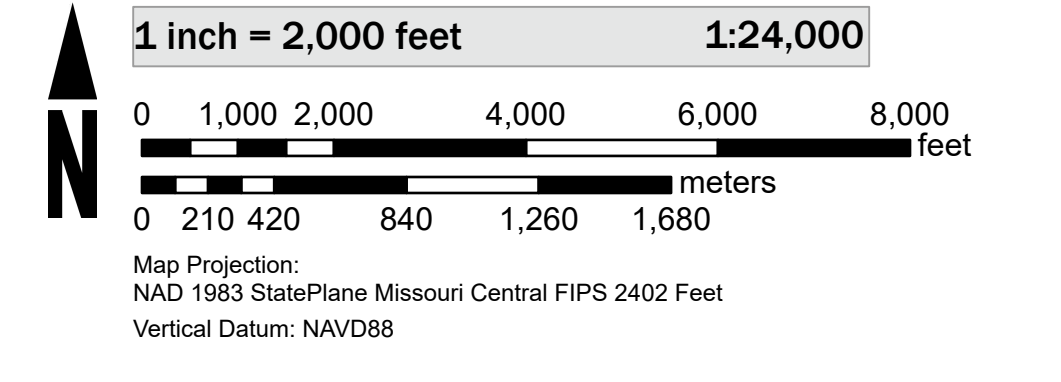 1 inch = 2,000 feet 1:24,000
0 1,000 2,000 4,000 6,000 8,000
feet
meters
0 210 420 840 1,260 1,680
N
Map Projection:
NAD 1983 StatePlane Missouri Central FIPS 2402 Feet
Vertical Datum: NAVD88